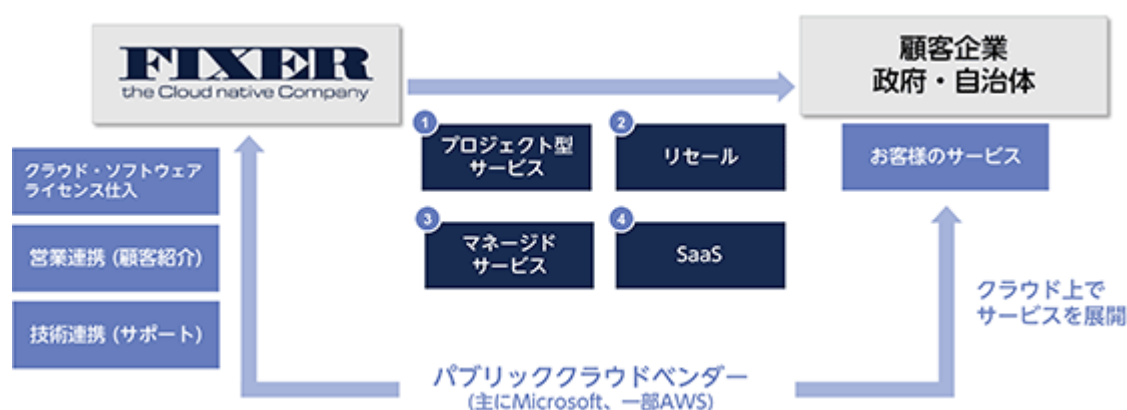 FIXER
the Cloud native Company
顧客企業
政府・自治体
1
プロジェクト型
サービス
2
リセール
お客様のサービス
クラウド・ソフトウェア
ライセンス仕入
営業連携 (顧客紹介)
技術連携 (サポート)
3
マネージド
サービス
4
SaaS
クラウド上で
サービスを展開
パブリッククラウドベンダー
(主にMicrosoft、一部AWS)